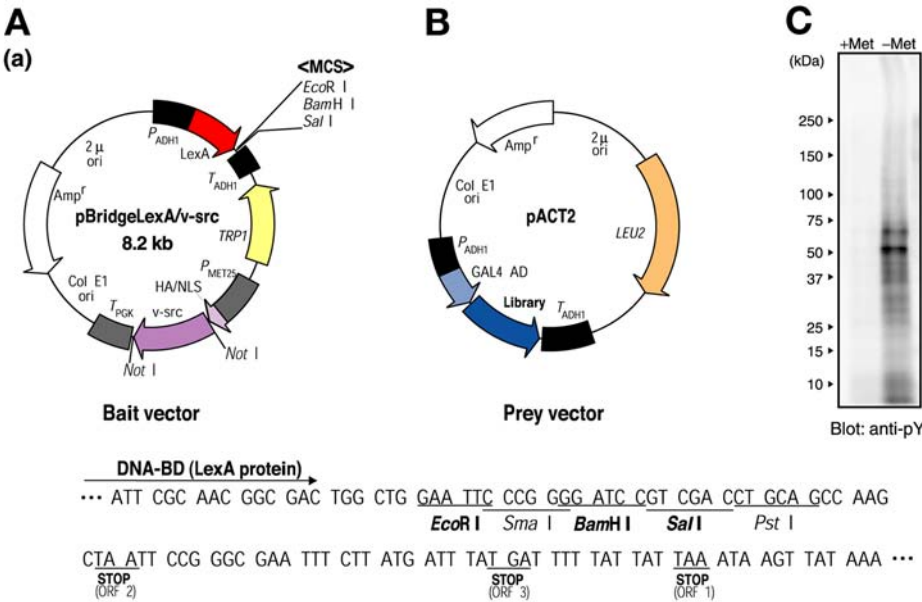 A
(a)
<MCS>
EcoR I
BamH I
Sal I
P ADH1
LexA
T ADH1
2 µ
ori
Amp r
pBridgeLexA/v-src
8.2 kb
TRP1
P MET25
HA/NLS
Col E1
ori
T PGK
v-src
Not I
Not I
Bait vector
B
Amp r
2 µ
ori
Col E1
ori
pACT2
LEU2
P ADH1
GAL4 AD
Library
T ADH1
Prey vector
C
+Met −Met
(kDa)
250
150
100
75
50
37
25
15
10
Blot: anti-pY
DNA-BD (LexA protein)
··· ATT CGC AAC GGC GAC TGG CTG GAA TTC CCG GGG ATC CGT CGA CCT GCA GCC AAG
EcoR I Sma I BamH I Sal I Pst I
CTA ATT CCG GGC GAA TTT CTT ATG ATT TAT GAT TTT TAT TAT TAA ATA AGT TAT AAA ···
STOP STOP STOP
(ORF 2) (ORF 3) (ORF 1)